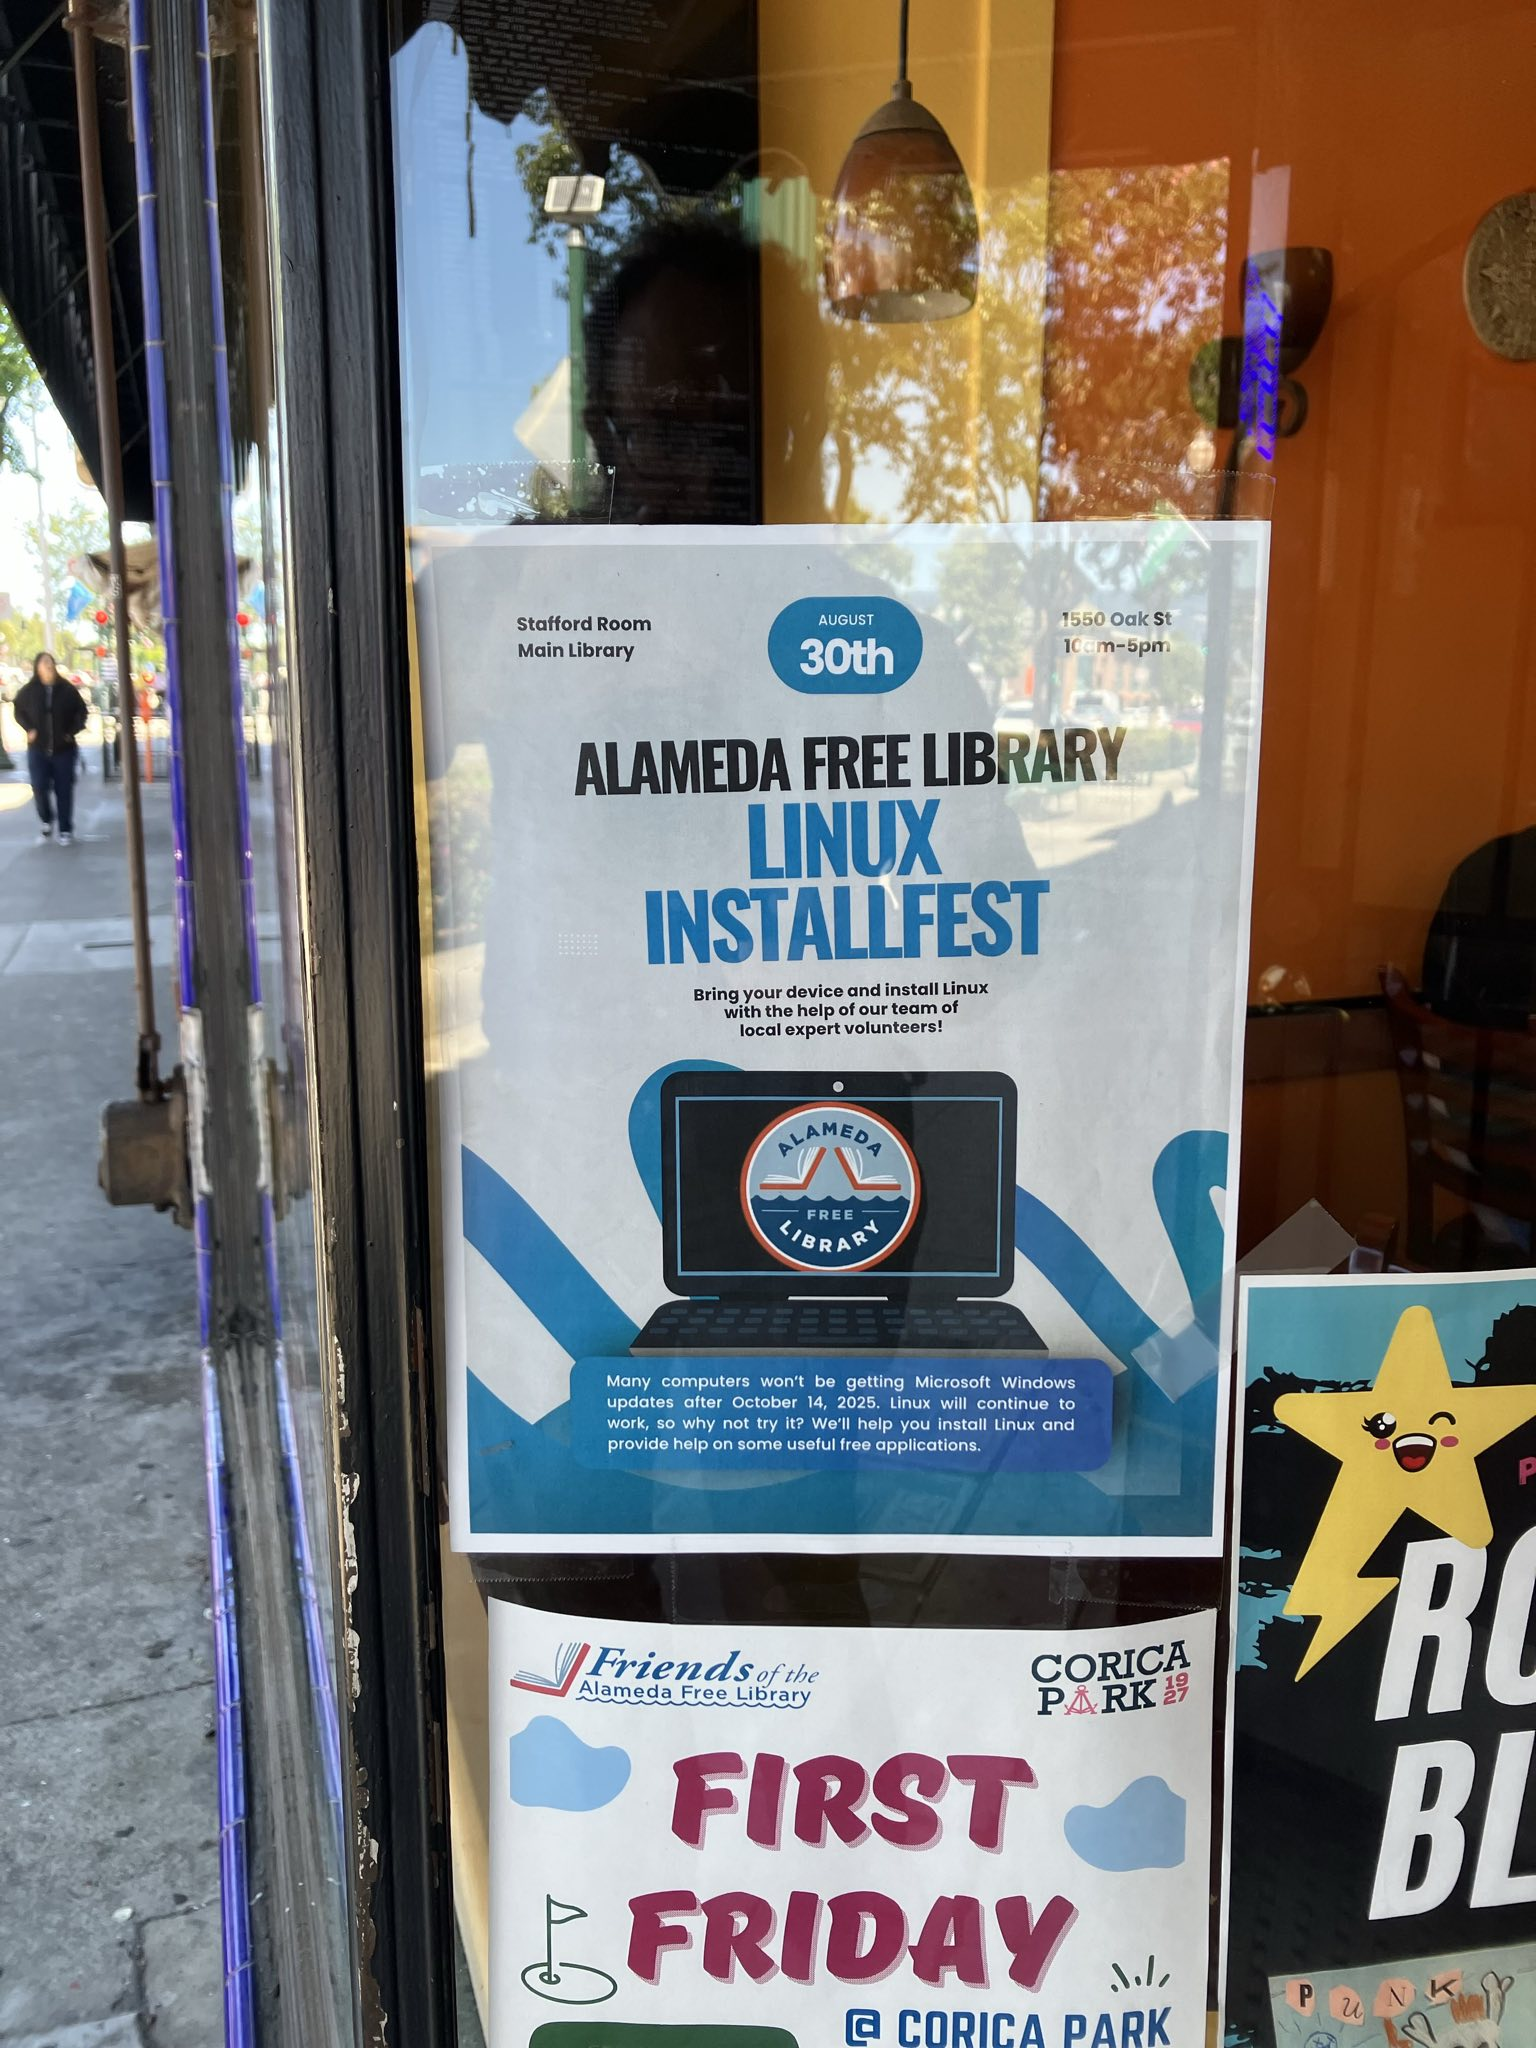 Stafford Room
Main Library
AUGUST
30th
1550 Oak St
10am-5pm
ALAMEDA FREE LIBRARY
LINUX
INSTALLFEST
Bring your device and install Linux
with the help of our team of
local expert volunteers!
ALAMEDA
FREE
LIBRARY
Many computers won't be getting Microsoft Windows
updates after October 14, 2025. Linux will continue to
work, so why not try it? We'll help you install Linux and
provide help on some useful free applications.
Friends of the
Alameda Free Library
CORICA
PARK 19
27
FIRST
FRIDAY
@ CORICA PARK
PUNK